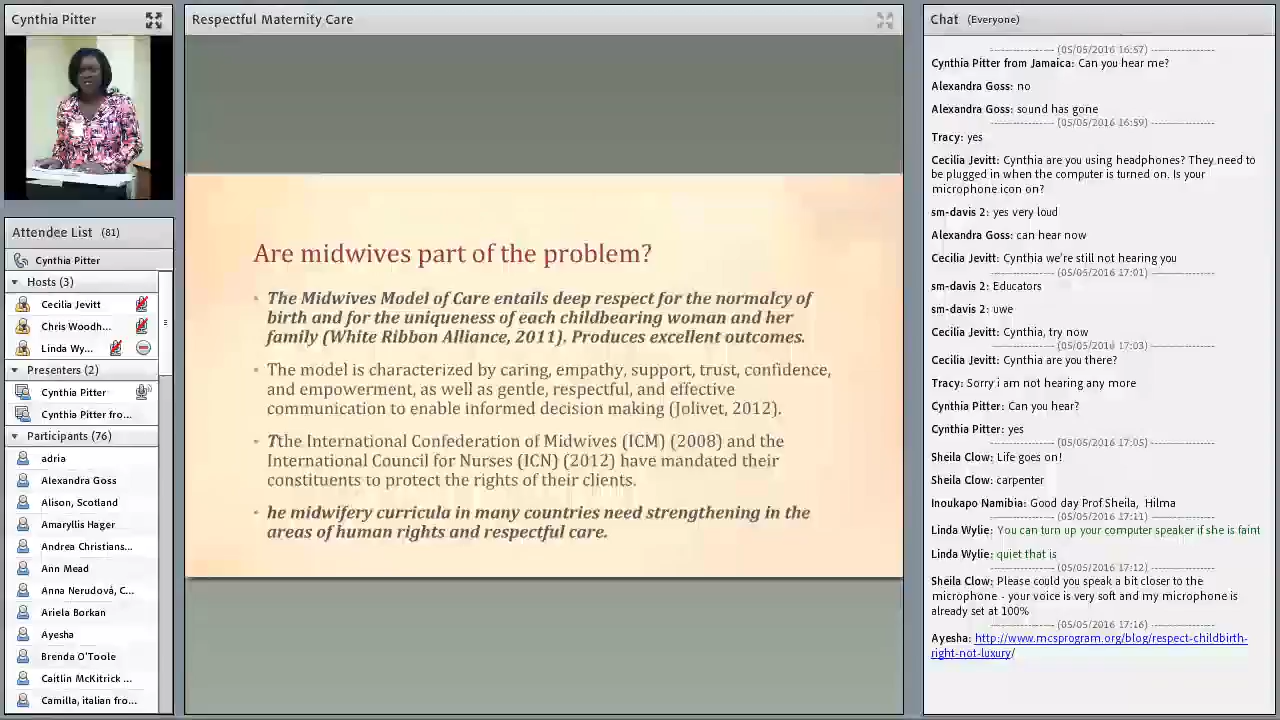 Cynthia Pitter
Attendee List (81)
Cynthia Pitter
Hosts (3)
Cecilia Jevitt
Chris Woodh...
Linda Wy...
Presenters (2)
Cynthia Pitter
Cynthia Pitter fro...
Participants (76)
adria
Alexandra Goss
Alison, Scotland
Amaryllis Hager
Andrea Christians...
Ann Mead
Anna Nerudová, C...
Ariela Borkan
Ayesha
Brenda O'Toole
Caitlin McKitrick ...
Camilla, italian fro...
Respectful Maternity Care
Are midwives part of the problem?
The Midwives Model of Care entails deep respect for the normalcy of
birth and for the uniqueness of each childbearing woman and her
family (White Ribbon Alliance, 2011). Produces excellent outcomes.
The model is characterized by caring, empathy, support, trust, confidence,
and empowerment, as well as gentle, respectful, and effective
communication to enable informed decision making (Jolivet, 2012).
Tthe International Confederation of Midwives (ICM) (2008) and the
International Council for Nurses (ICN) (2012) have mandated their
constituents to protect the rights of their clients.
he midwifery curricula in many countries need strengthening in the
areas of human rights and respectful care.
Chat (Everyone)
------------------ (05/05/2016 16:57) ------------------
Cynthia Pitter from Jamaica: Can you hear me?
Alexandra Goss: no
Alexandra Goss: sound has gone
------------------ (05/05/2016 16:59) ------------------
Tracy: yes
Cecilia Jevitt: Cynthia are you using headphones? They need to
be plugged in when the computer is turned on. Is your
microphone icon on?
sm-davis 2: yes very loud
Alexandra Goss: can hear now
Cecilia Jevitt: Cynthia we're still not hearing you
------------------ (05/05/2016 17:01) ------------------
sm-davis 2: Educators
sm-davis 2: uwe
Cecilia Jevitt: Cynthia, try now
------------------ (05/05/2016 17:03) ------------------
Cecilia Jevitt: Cynthia are you there?
Tracy: Sorry i am not hearing any more
Cynthia Pitter: Can you hear?
Cynthia Pitter: yes
------------------ (05/05/2016 17:05) ------------------
Sheila Clow: Life goes on!
Sheila Clow: carpenter
Inoukapo Namibia: Good day Prof Sheila, Hilma
------------------ (05/05/2016 17:11) ------------------
Linda Wylie: You can turn up your computer speaker if she is faint
Linda Wylie: quiet that is
------------------ (05/05/2016 17:12) ------------------
Sheila Clow: Please could you speak a bit closer to the
microphone - your voice is very soft and my microphone is
already set at 100%
------------------ (05/05/2016 17:16) ------------------
Ayesha: http://www.mcsprogram.org/blog/respect-childbirth-
right-not-luxury/